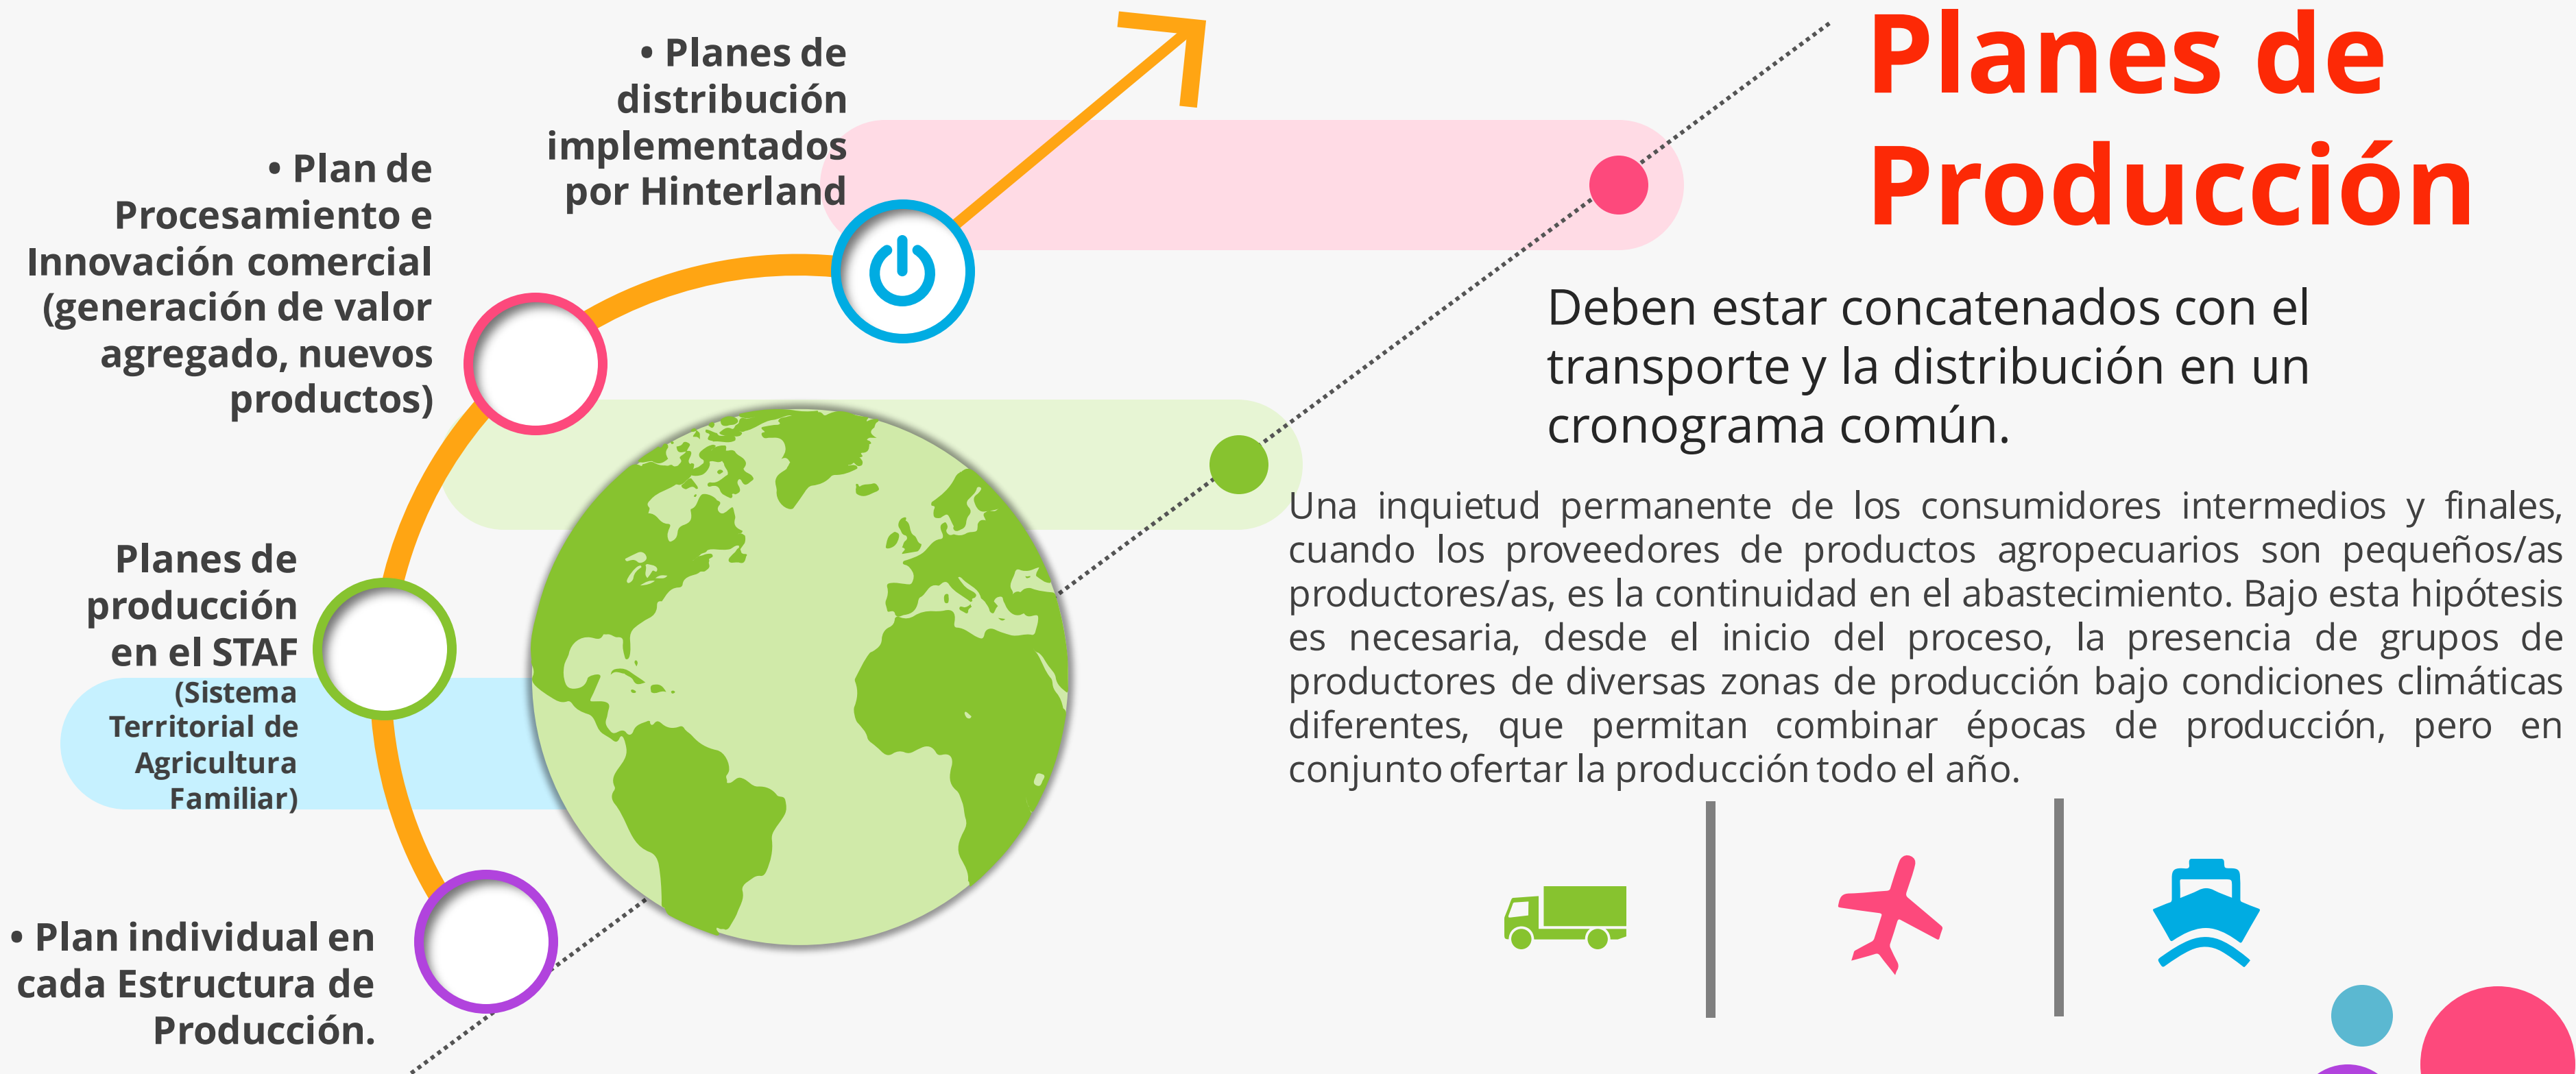 Planes de
Producción
• Planes de
distribución
implementados
por Hinterland
• Plan de
Procesamiento e
Innovación comercial
(generación de valor
agregado, nuevos
productos)
Planes de
producción
en el STAF
(Sistema
Territorial de
Agricultura
Familiar)
• Plan individual en
cada Estructura de
Producción.
Deben estar concatenados con el
transporte y la distribución en un
cronograma común.
Una inquietud permanente de los consumidores intermedios y finales,
cuando los proveedores de productos agropecuarios son pequeños/as
productores/as, es la continuidad en el abastecimiento. Bajo esta hipótesis
es necesaria, desde el inicio del proceso, la presencia de grupos de
productores de diversas zonas de producción bajo condiciones climáticas
diferentes, que permitan combinar épocas de producción, pero en
conjunto ofertar la producción todo el año.